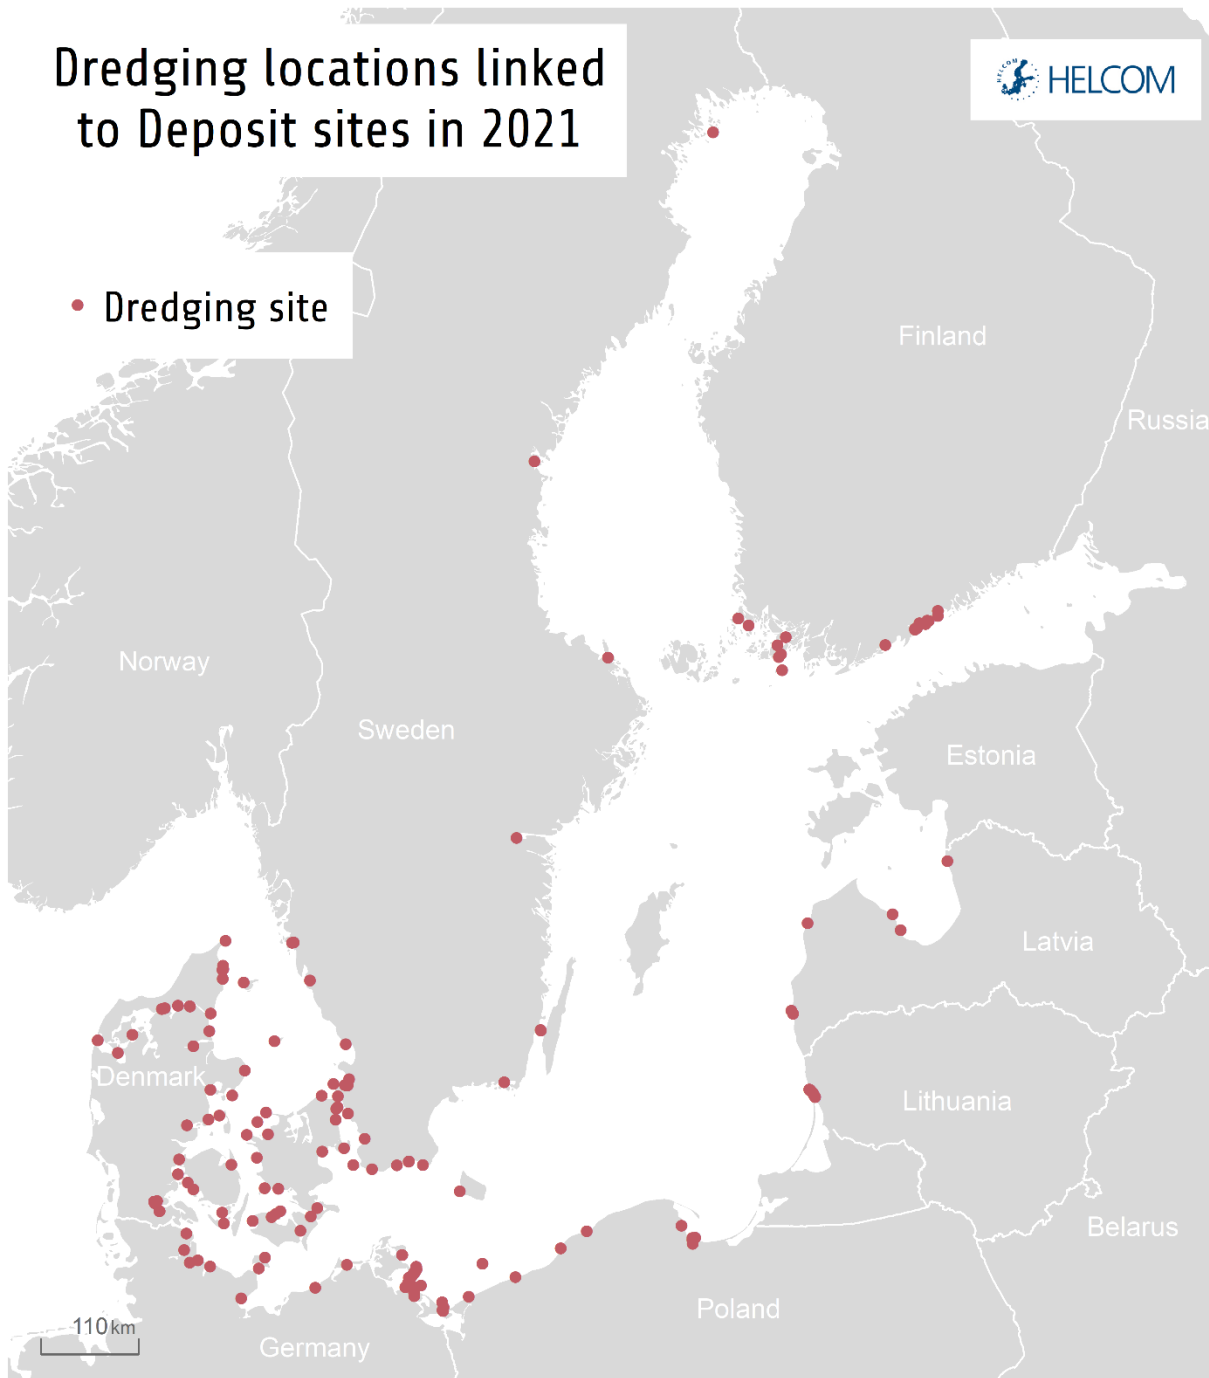 Dredging locations linked
to Deposit sites in 2021
HELCOM
HELCOM
Dredging site
Finland
Russia
Norway
Sweden
Estonia
Latvia
Denmark
Lithuania
Belarus
Poland
110 km
Germany